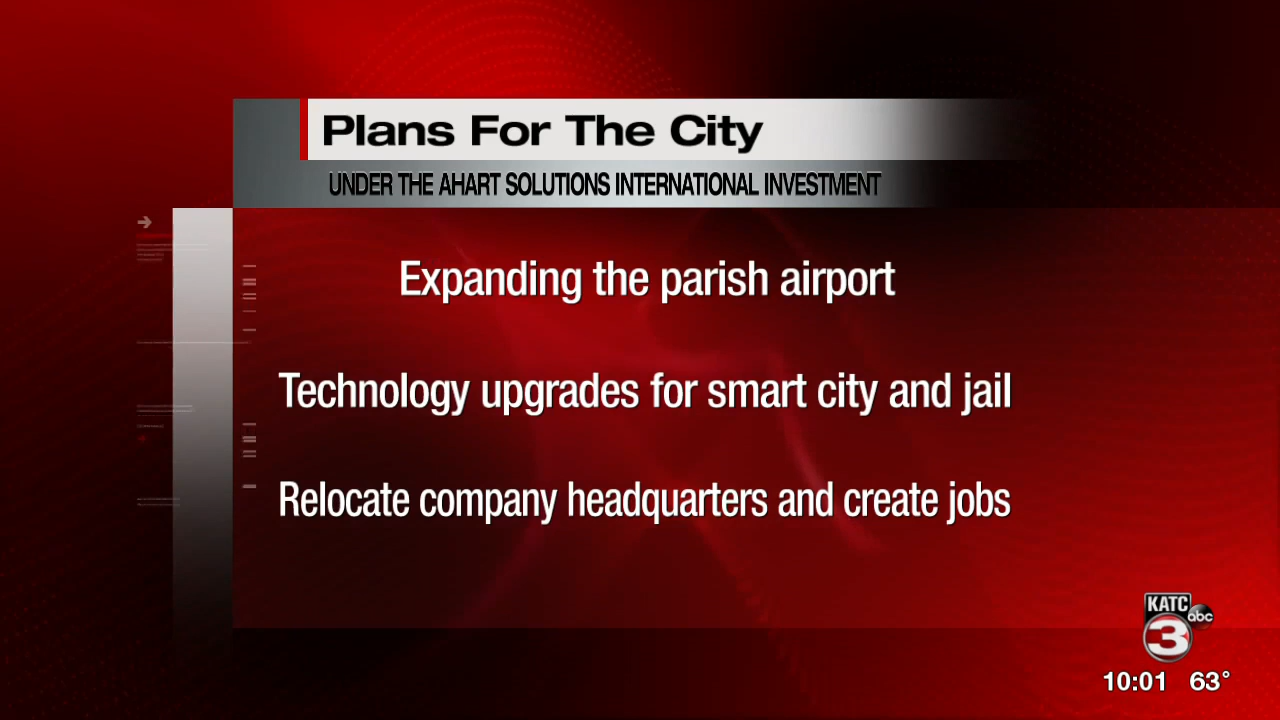 Plans For The City
UNDER THE AHART SOLUTIONS INTERNATIONAL INVESTMENT
Expanding the parish airport
Technology upgrades for smart city and jail
Relocate company headquarters and create jobs
KATC
abc
3
10:01 63°